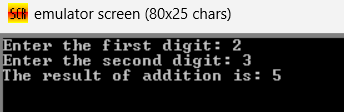 SCR emulator screen (80x25 chars)
Enter the first digit: 2
Enter the second digit: 3
The result of addition is: 5